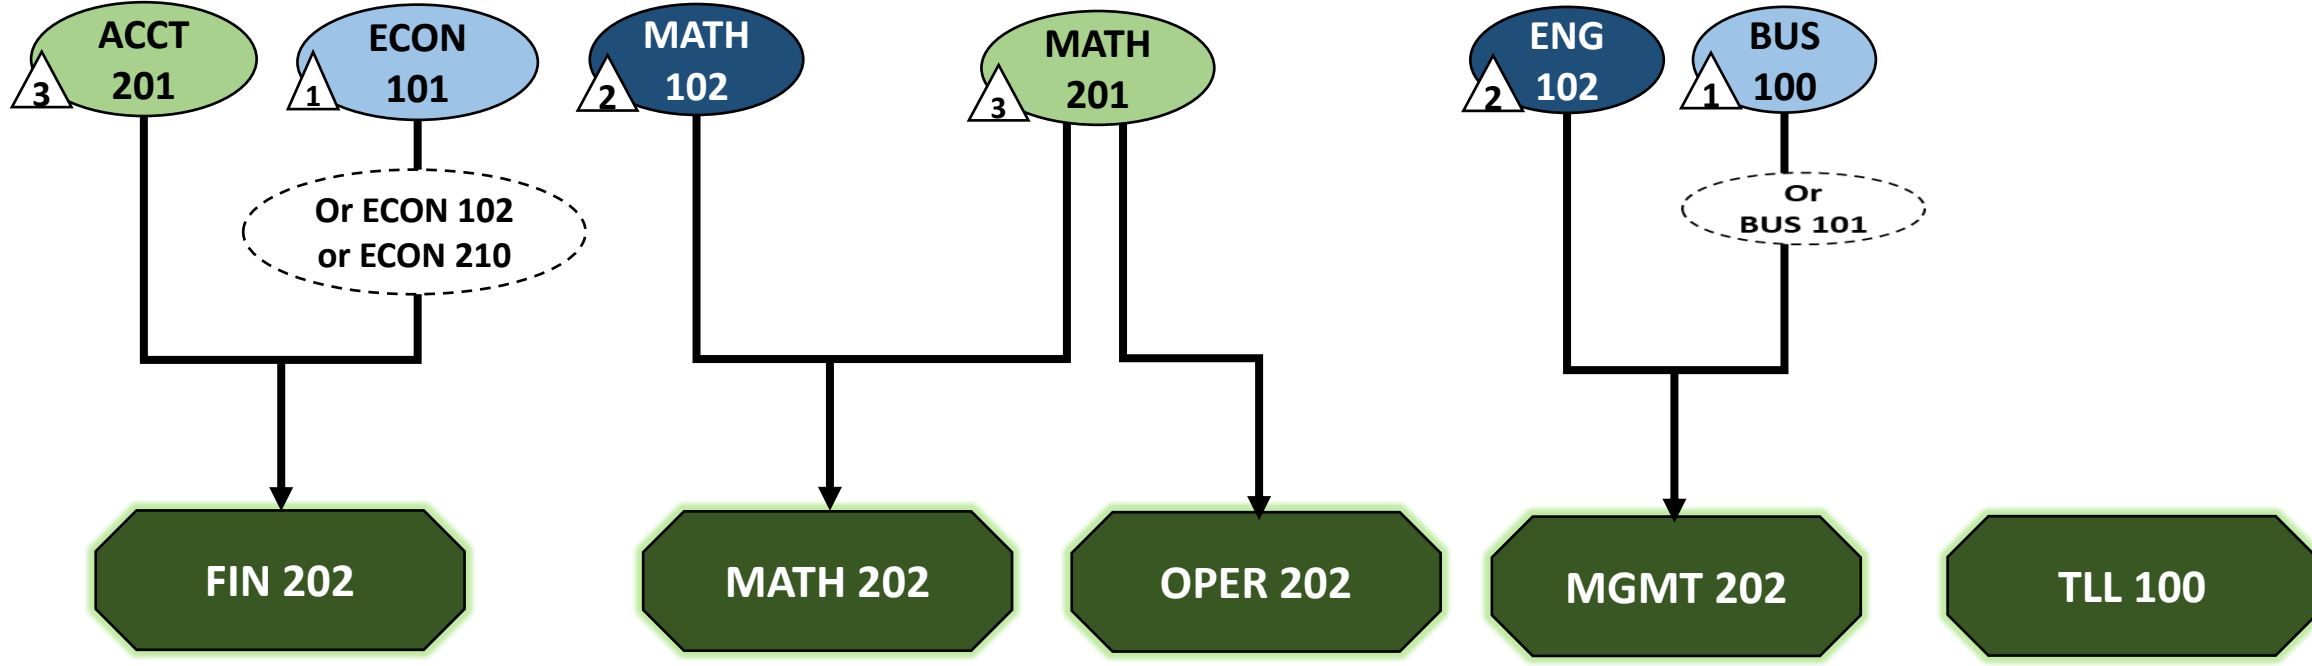 ACCT
201
3
ECON
101
1
MATH
102
2
MATH
201
3
ENG
102
2
BUS
100
1
Or ECON 102
or ECON 210
Or
BUS 101
FIN 202
MATH 202
OPER 202
MGMT 202
TLL 100